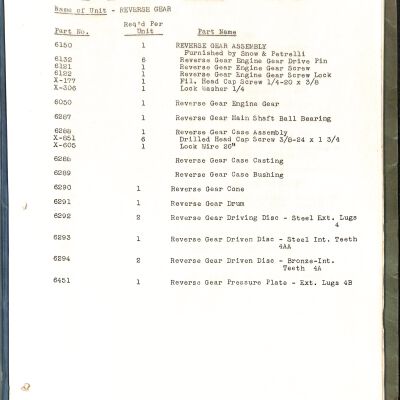 Name of Unit - REVERSE GEAR
Req'd Per
Part No. Unit Part Name
6150 1 REVERSE GEAR ASSEMBLY
Furnished by Snow & Petrelli
6132 6 Reverse Gear Engine Gear Drive Pin
6121 1 Reverse Gear Engine Gear Screw
6122 1 Reverse Gear Engine Gear Screw Lock
X-177 1 Fil. Head Cap Screw 1/4-20 x 3/8
X-306 1 Lock Washer 1/4
6050 1 Reverse Gear Engine Gear
6287 1 Reverse Gear Main Shaft Ball Bearing
6288 1 Reverse Gear Case Assembly
X-851 6 Drilled Head Cap Screw 3/8-24 x 1 3/4
X-605 1 Lock Wire 20"
6288 Reverse Gear Case Casting
6289 Reverse Gear Case Bushing
6290 1 Reverse Gear Cone
6291 1 Reverse Gear Drum
6292 2 Reverse Gear Driving Disc - Steel Ext. Lugs
4
6293 1 Reverse Gear Driven Disc - Steel Int. Teeth
4AA
6294 2 Reverse Gear Driven Disc - Bronze-Int.
Teeth 4A
6451 1 Reverse Gear Pressure Plate - Ext. Lugs 4B